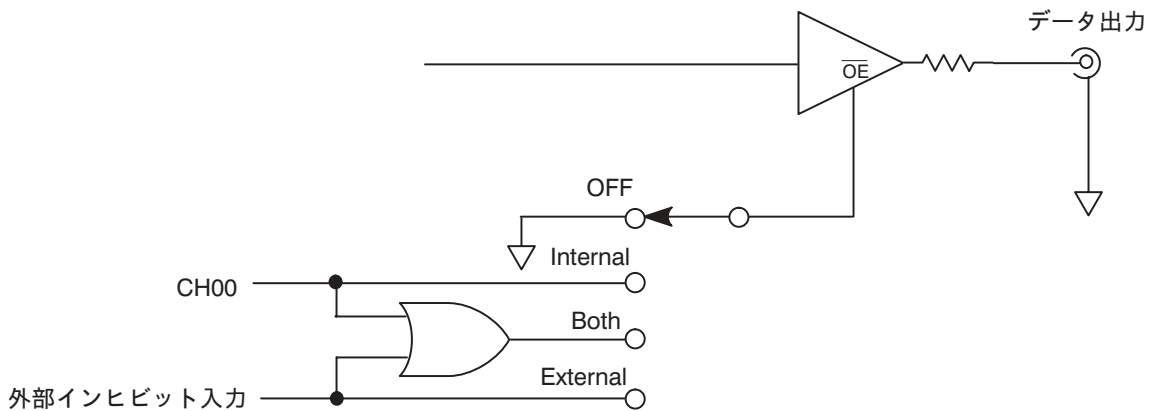 データ出力
OE
OFF
Internal
CH00
Both
External
外部インヒビット入力